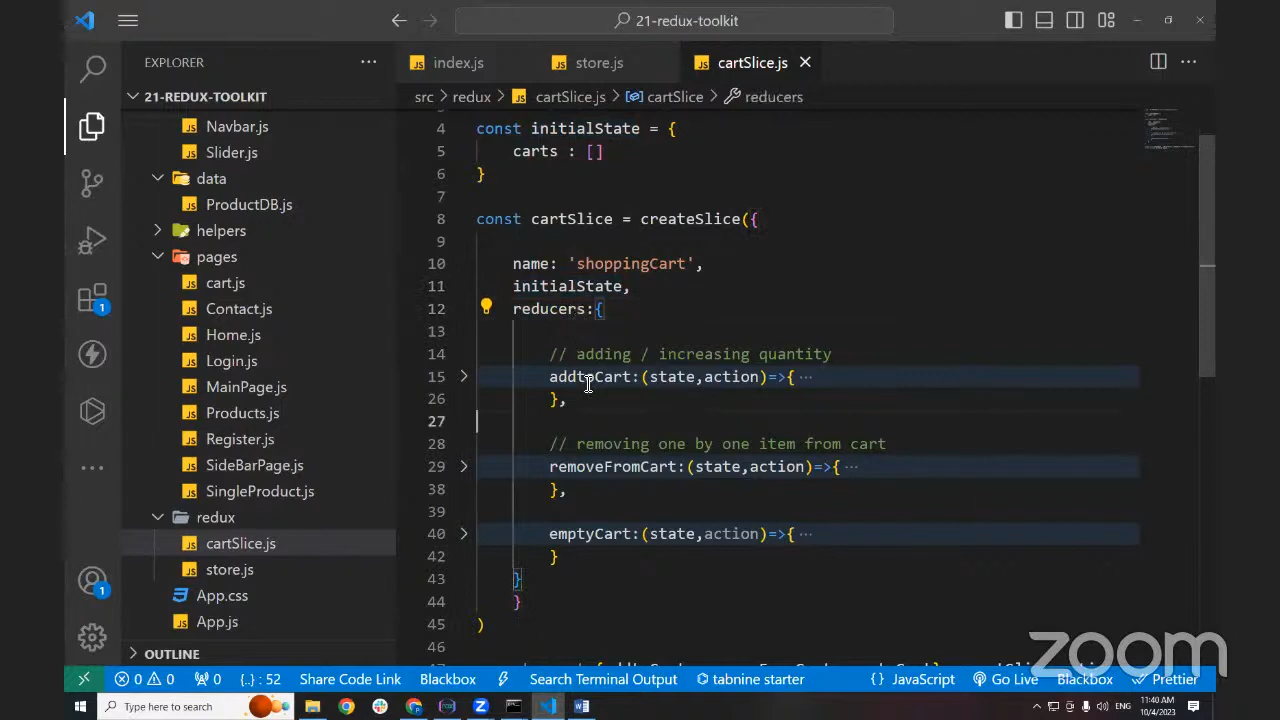 21-redux-toolkit
EXPLORER
index.js
store.js
cartSlice.js
21-REDUX-TOOLKIT
src > redux > cartSlice.js > cartSlice > reducers
Navbar.js
Slider.js
data
ProductDB.js
helpers
pages
cart.js
Contact.js
Home.js
Login.js
MainPage.js
Products.js
Register.js
SideBarPage.js
SingleProduct.js
redux
cartSlice.js
store.js
App.css
App.js
OUTLINE
1
1
4 const initialState = {
5 carts : []
6 }
7
8 const cartSlice = createSlice({
9
10 name: 'shoppingCart',
11 initialState,
12 reducers:{
13
14 // adding / increasing quantity
15 addtoCart:(state,action)=>{ ...
26 },
27
28 // removing one by one item from cart
29 removeFromCart:(state,action)=>{ ...
38 },
39
40 emptyCart:(state,action)=>{ ...
42 }
43 }
44 }
45 )
46
zoom
0 0 0 {..} : 52 Share Code Link Blackbox Search Terminal Output tabnine starter {} JavaScript Go Live Blackbox Prettier
Type here to search
ENG
11:40 AM
10/4/2023